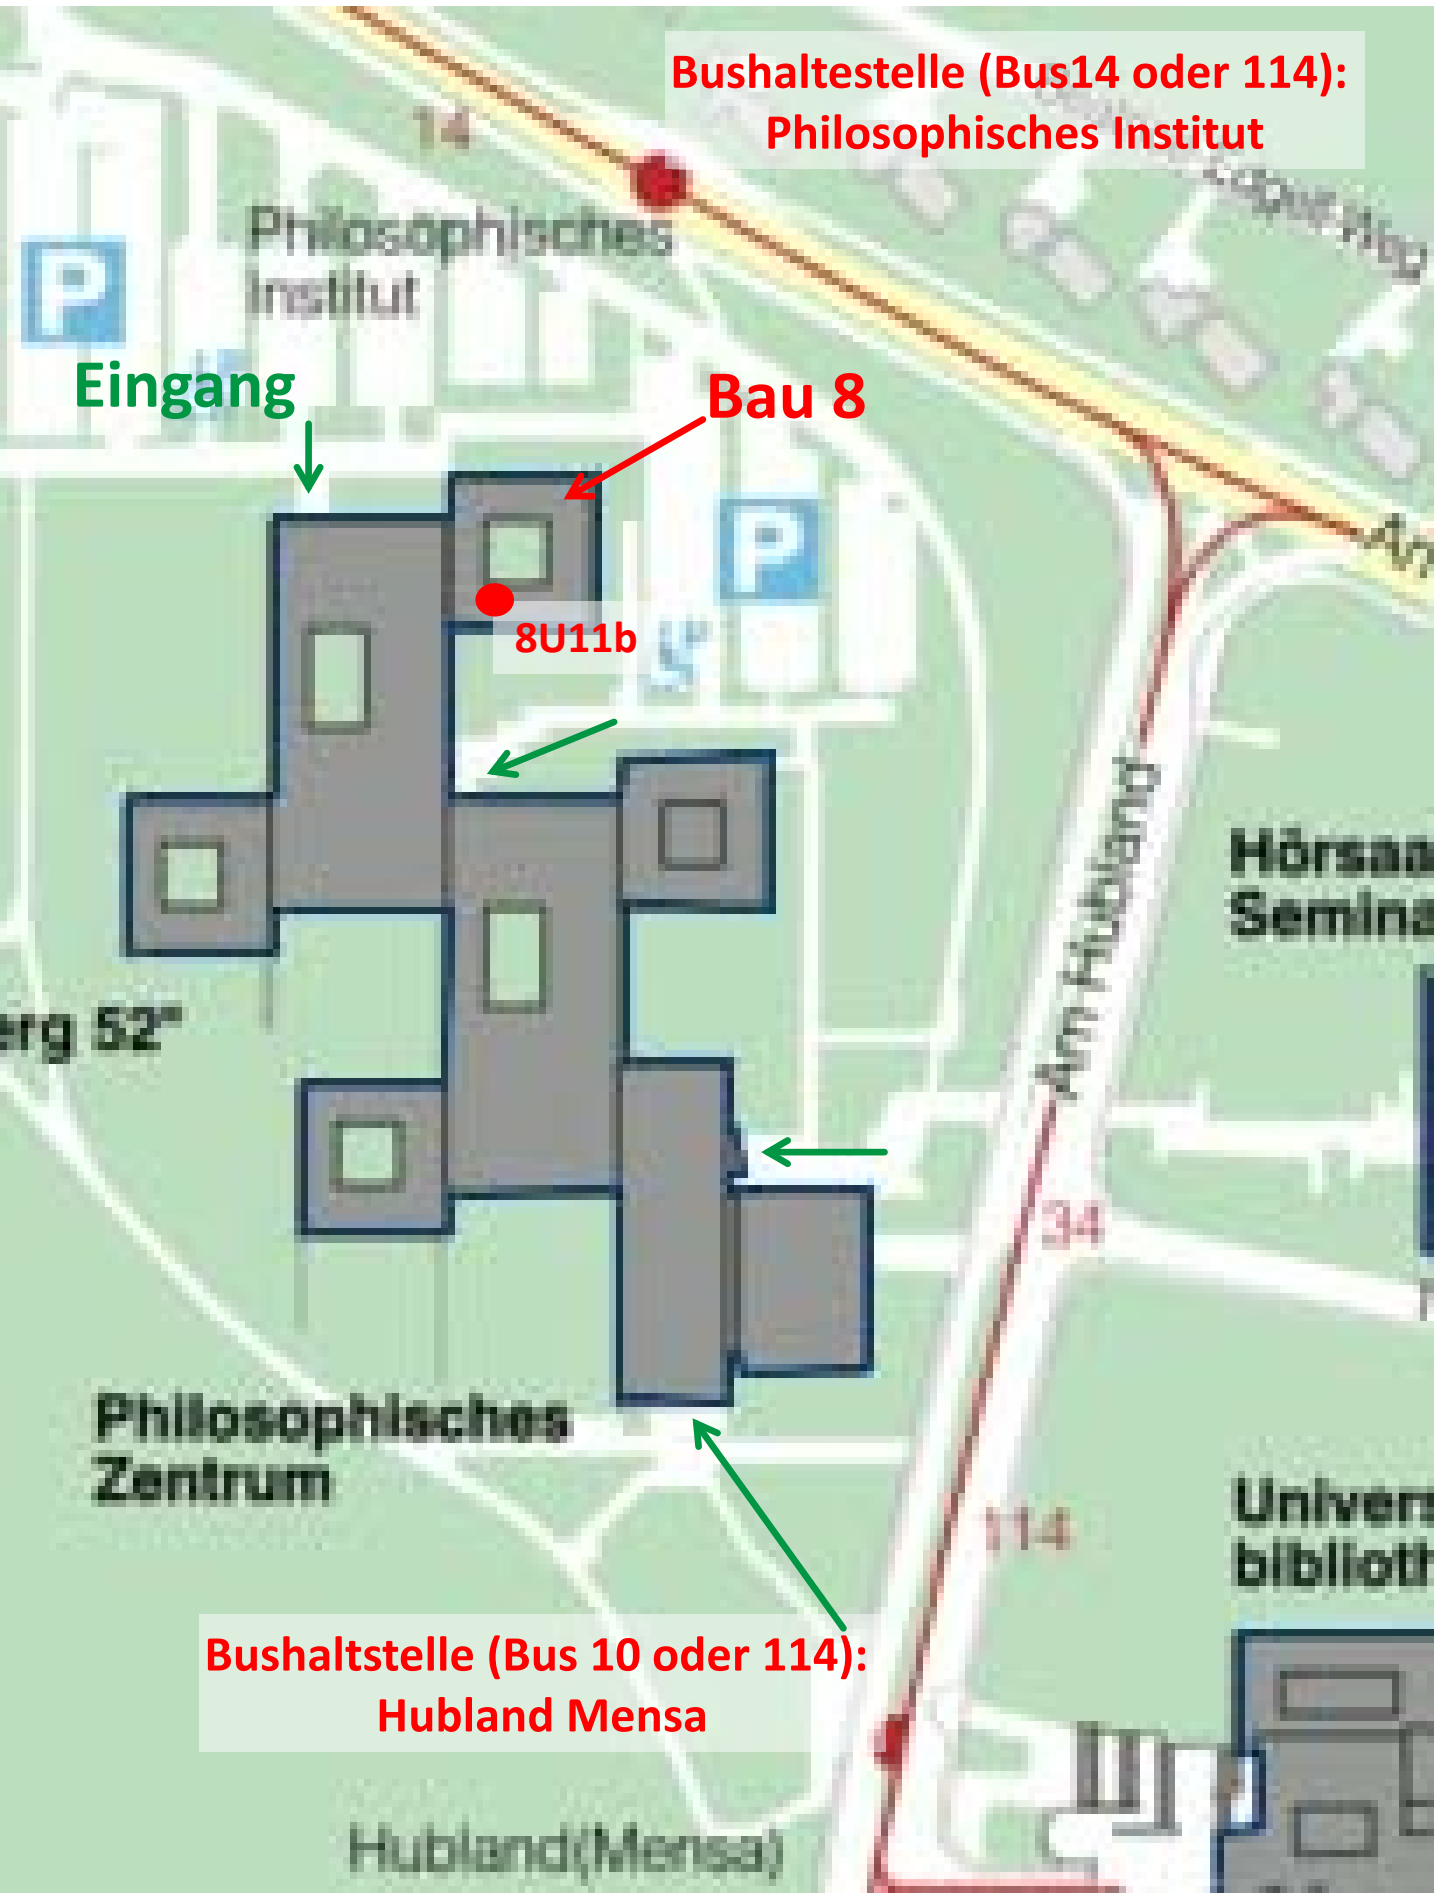 Bushaltestelle (Bus14 oder 114):
Philosophisches Institut
14
Philosophisches
Institut
P
Eingang
Bau 8
P
8U11b
Am Hubland
34
erg 52"
Philosophisches
Zentrum
114
Bushaltstelle (Bus 10 oder 114):
Hubland Mensa
Hubland(Mensa)
Hörsaa
Semina
Univers
biblioth